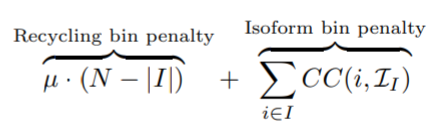 Recycling bin penalty Isoform bin penalty
μ · (N − |I|) + ∑ CC(i, 𝓘_I)
i∈I